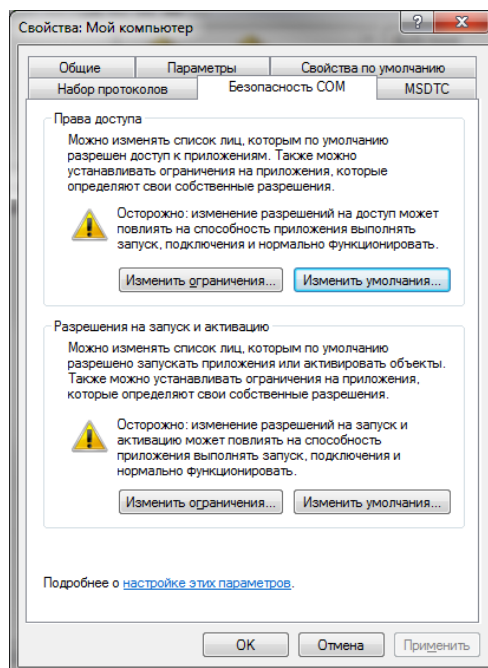 Свойства: Мой компьютер
Общие
Параметры
Свойства по умолчанию
Набор протоколов
Безопасность COM
MSDTC
Права доступа
Можно изменять список лиц, которым по умолчанию
разрешен доступ к приложениям. Также можно
устанавливать ограничения на приложения, которые
определяют свои собственные разрешения.
Осторожно: изменение разрешений на доступ может
повлиять на способность приложения выполнять
запуск, подключения и нормально функционировать.
Изменить ограничения...
Изменить умолчания...
Разрешения на запуск и активацию
Можно изменять список лиц, которым по умолчанию
разрешено запускать приложения или активировать объекты.
Также можно устанавливать ограничения на приложения,
которые определяют свои собственные разрешения.
Осторожно: изменение разрешений на запуск и
активацию может повлиять на способность
приложения выполнять запуск, подключения и
нормально функционировать.
Изменить ограничения...
Изменить умолчания...
Подробнее о настройке этих параметров.
ОК
Отмена
Применить